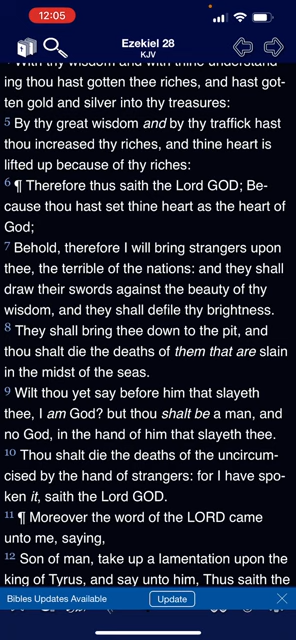 12:05
Ezekiel 28
KJV
4 With thy wisdom and with thine understand-
ing thou hast gotten thee riches, and hast got-
ten gold and silver into thy treasures:
5 By thy great wisdom and by thy traffick hast
thou increased thy riches, and thine heart is
lifted up because of thy riches:
6 ¶ Therefore thus saith the Lord GOD; Be-
cause thou hast set thine heart as the heart of
God;
7 Behold, therefore I will bring strangers upon
thee, the terrible of the nations: and they shall
draw their swords against the beauty of thy
wisdom, and they shall defile thy brightness.
8 They shall bring thee down to the pit, and
thou shalt die the deaths of them that are slain
in the midst of the seas.
9 Wilt thou yet say before him that slayeth
thee, I am God? but thou shalt be a man, and
no God, in the hand of him that slayeth thee.
10 Thou shalt die the deaths of the uncircum-
cised by the hand of strangers: for I have spo-
ken it, saith the Lord GOD.
11 ¶ Moreover the word of the LORD came
unto me, saying,
12 Son of man, take up a lamentation upon the
king of Tyrus, and say unto him, Thus saith the
Bibles Updates Available
Update